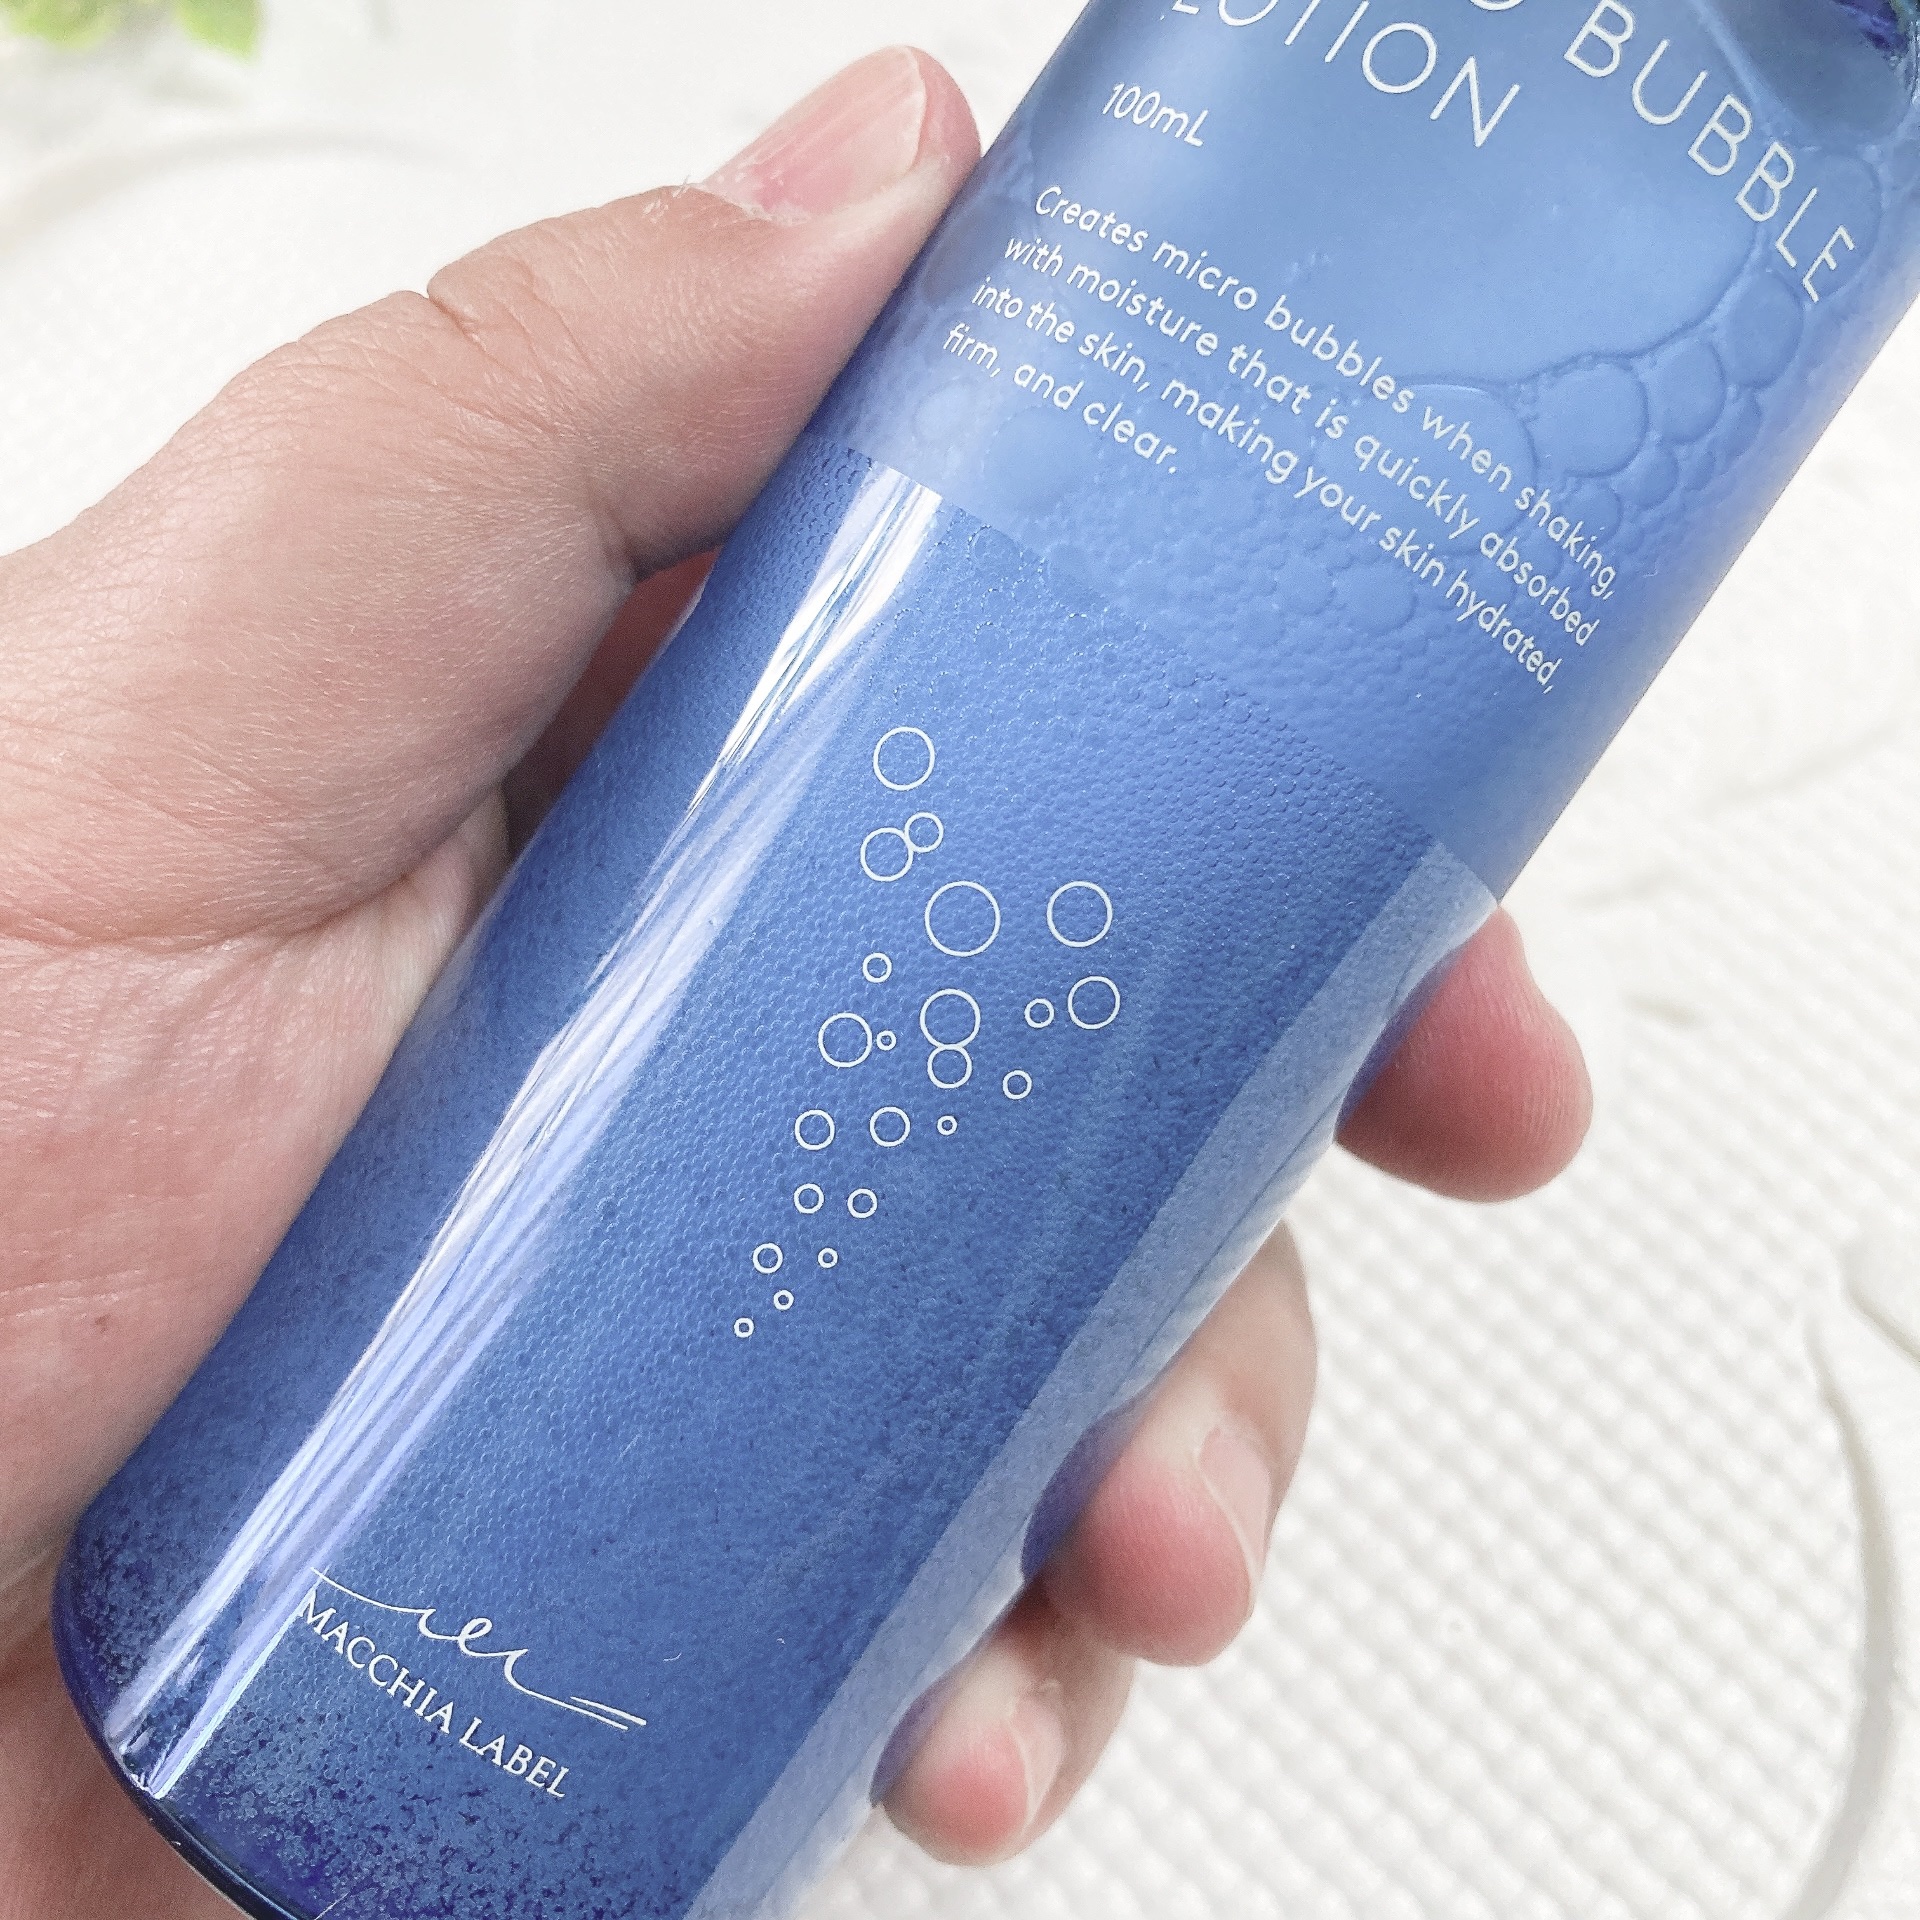 BUBBLE
LOTION
100mL
Creates micro bubbles when shaking,
with moisture that is quickly absorbed
into the skin, making your skin hydrated,
firm, and clear.
MACCHIA LABEL